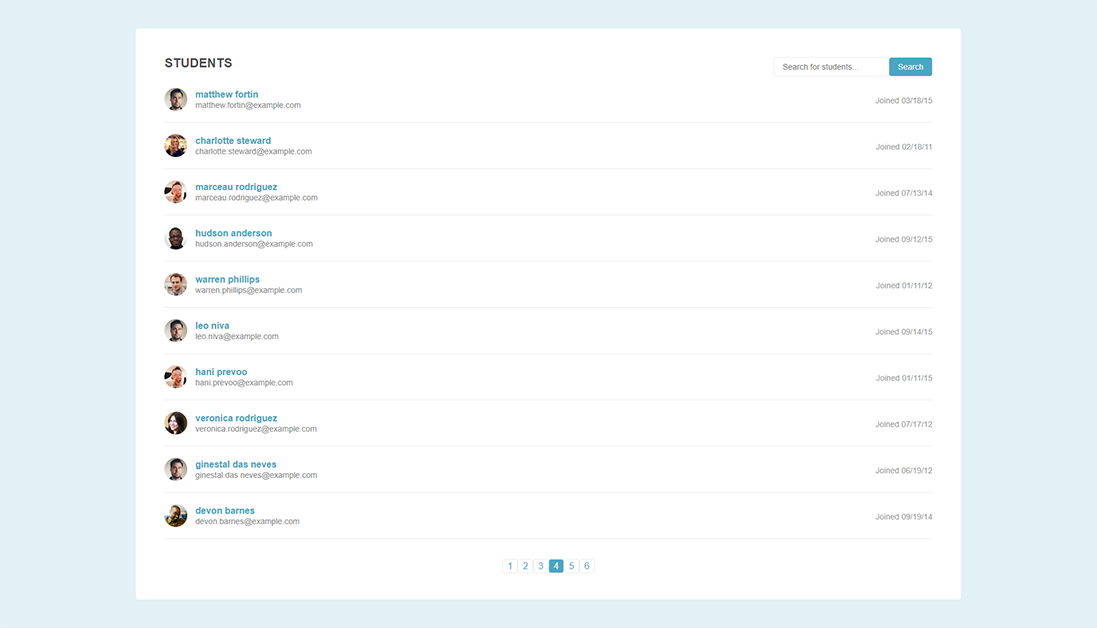 STUDENTS
Search for students... Search
matthew fortin
matthew.fortin@example.com
Joined 03/18/15
charlotte steward
charlotte.steward@example.com
Joined 02/18/11
marceau rodriguez
marceau.rodriguez@example.com
Joined 07/13/14
hudson anderson
hudson.anderson@example.com
Joined 09/12/15
warren phillips
warren.phillips@example.com
Joined 01/11/12
leo niva
leo.niva@example.com
Joined 09/14/15
hani prevoo
hani.prevoo@example.com
Joined 01/11/15
veronica rodriguez
veronica.rodriguez@example.com
Joined 07/17/12
ginestal das neves
ginestal.das neves@example.com
Joined 06/19/12
devon barnes
devon.barnes@example.com
Joined 09/19/14
1 2 3 4 5 6